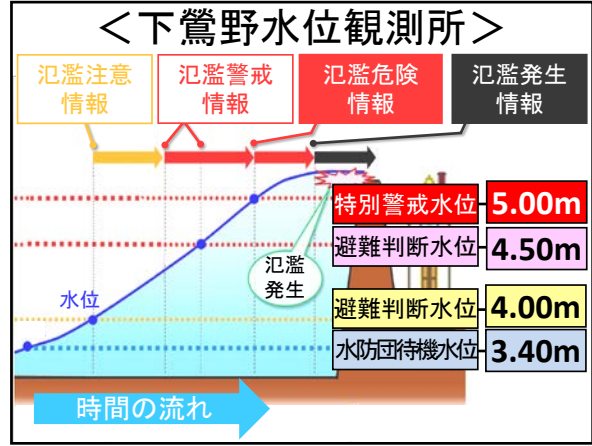 ＜下鶯野水位観測所＞
氾濫注意
情報
氾濫警戒
情報
氾濫危険
情報
氾濫発生
情報
特別警戒水位
5.00m
避難判断水位
4.50m
氾濫
発生
水位
避難判断水位
4.00m
水防団待機水位
3.40m
時間の流れ